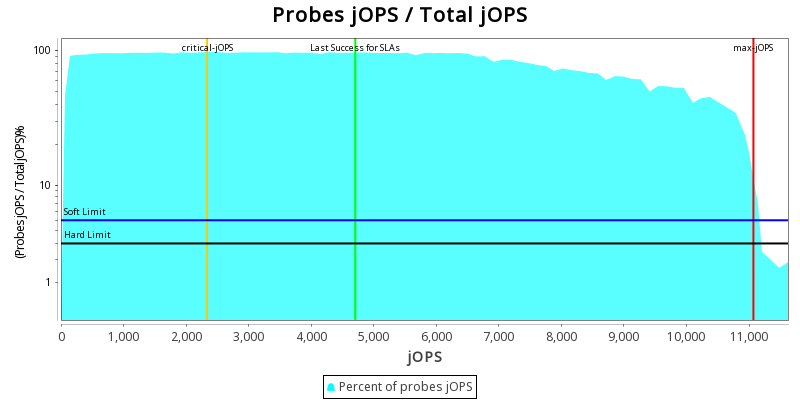 Probes jOPS / Total jOPS
(Probes jOPS / Total jOPS)%
100
10
1
critical-jOPS
Last Success for SLAs
max-jOPS
Soft Limit
Hard Limit
0
1,000
2,000
3,000
4,000
5,000
6,000
7,000
8,000
9,000
10,000
11,000
jOPS
Percent of probes jOPS